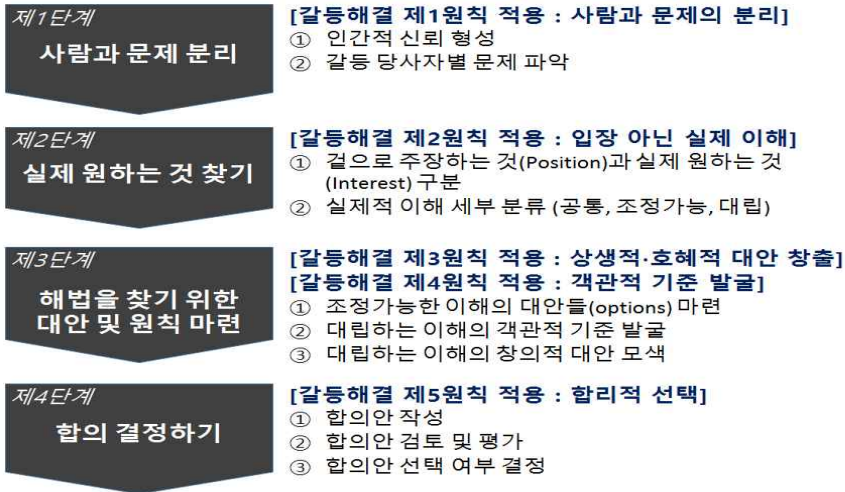 제1단계
사람과 문제 분리
[갈등해결 제1원칙 적용 : 사람과 문제의 분리]
① 인간적 신뢰 형성
② 갈등 당사자별 문제 파악
제2단계
실제 원하는 것 찾기
[갈등해결 제2원칙 적용 : 입장 아닌 실제 이해]
① 겉으로 주장하는 것(Position)과 실제 원하는 것
(Interest) 구분
② 실제적 이해 세부 분류 (공통, 조정가능, 대립)
제3단계
해법을 찾기 위한
대안 및 원칙 마련
[갈등해결 제3원칙 적용 : 상생적·호혜적 대안 창출]
[갈등해결 제4원칙 적용 : 객관적 기준 발굴]
① 조정가능한 이해의 대안들(options) 마련
② 대립하는 이해의 객관적 기준 발굴
③ 대립하는 이해의 창의적 대안 모색
제4단계
합의 결정하기
[갈등해결 제5원칙 적용 : 합리적 선택]
① 합의안 작성
② 합의안 검토 및 평가
③ 합의안 선택 여부 결정